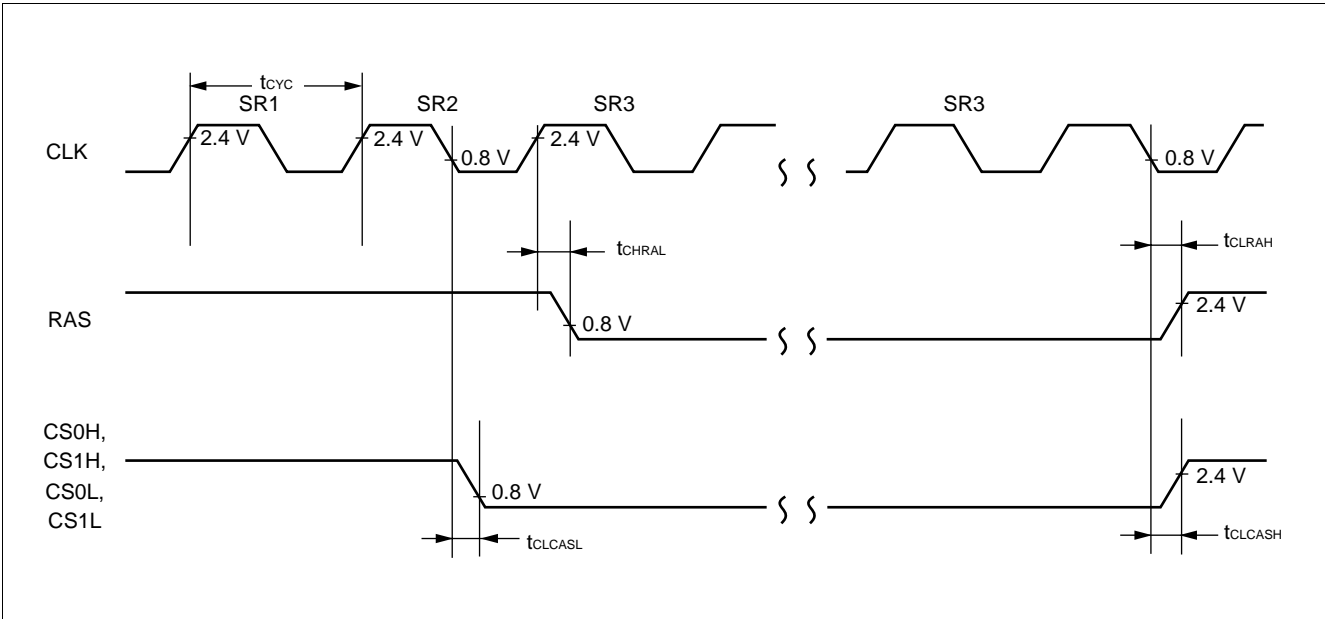 tCYC
SR1 SR2 SR3 SR3
CLK 2.4 V 2.4 V 0.8 V 2.4 V 0.8 V
tCHRAL tCLRAH
RAS 0.8 V 2.4 V
CS0H,
CS1H,
CS0L,
CS1L
0.8 V 2.4 V
tCLCASL tCLCASH